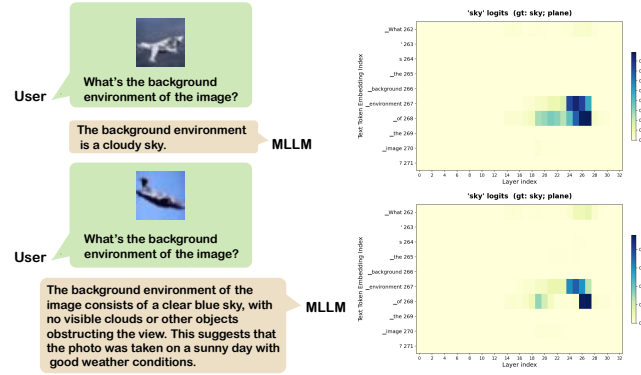 User
What's the background
environment of the image?
The background environment
is a cloudy sky.
MLLM
User
What's the background
environment of the image?
The background environment of the
image consists of a clear blue sky, with
no visible clouds or other objects
obstructing the view. This suggests that
the photo was taken on a sunny day with
good weather conditions.
MLLM
'sky' logits (gt: sky; plane)
Text Token Embedding Index
_What 262
' 263
s 264
_the 265
_background 266
_environment 267
_of 268
_the 269
_image 270
? 271
0 2 4 6 8 10 12 14 16 18 20 22 24 26 28 30 32
Layer index
'sky' logits (gt: sky; plane)
Text Token Embedding Index
_What 262
' 263
s 264
_the 265
_background 266
_environment 267
_of 268
_the 269
_image 270
? 271
0 2 4 6 8 10 12 14 16 18 20 22 24 26 28 30 32
Layer index